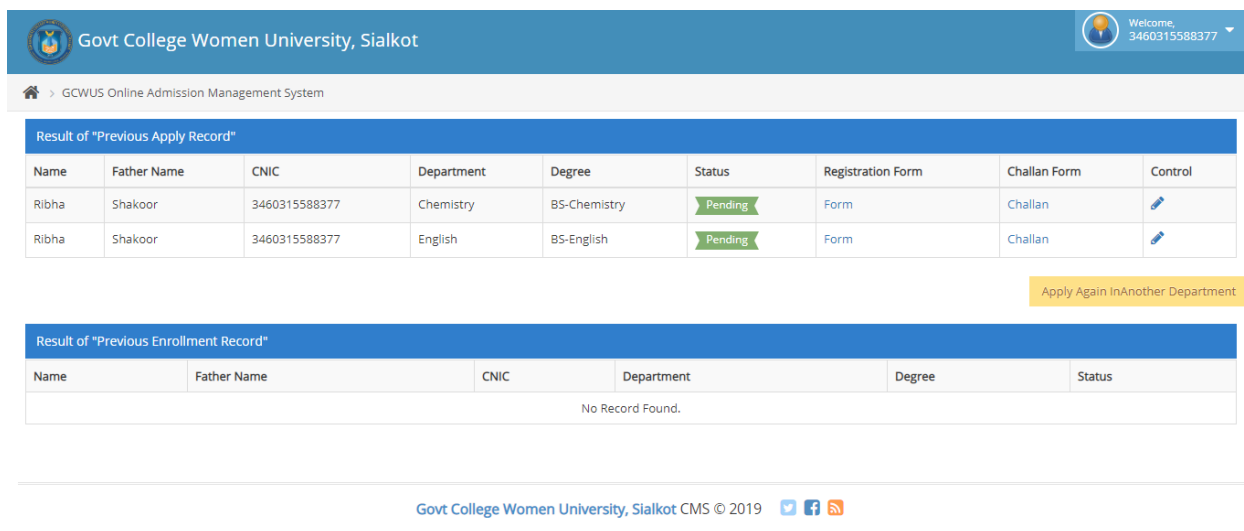 Govt College Women University, Sialkot
Welcome,
3460315588377
> GCWUS Online Admission Management System
Result of "Previous Apply Record"
Name Father Name CNIC Department Degree Status Registration Form Challan Form Control
Ribha Shakoor 3460315588377 Chemistry BS-Chemistry Pending Form Challan
Ribha Shakoor 3460315588377 English BS-English Pending Form Challan
Apply Again InAnother Department
Result of "Previous Enrollment Record"
Name Father Name CNIC Department Degree Status
No Record Found.
Govt College Women University, Sialkot CMS © 2019